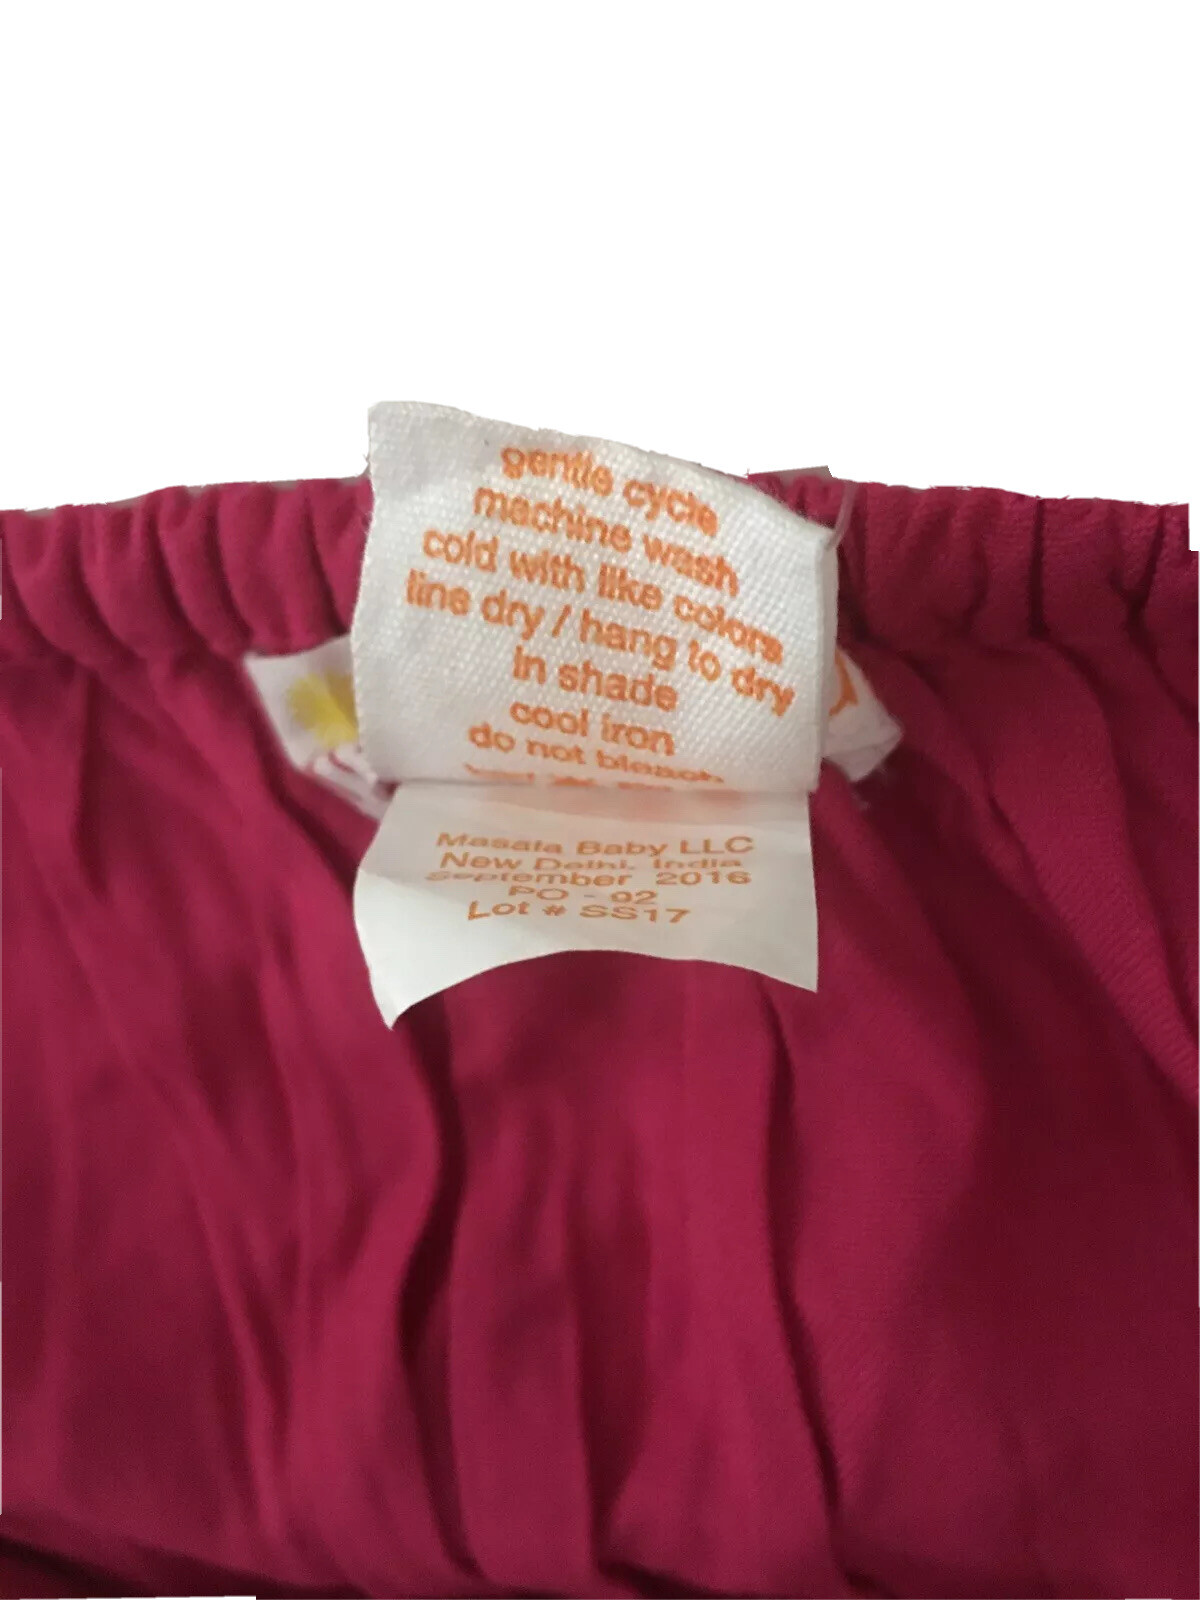 gentle cycle
machine wash
cold with like colors
line dry / hang to dry
in shade
cool iron
do not bleach
Masala Baby LLC
New Delhi, India
September 2016
PO - 02
Lot # SS17